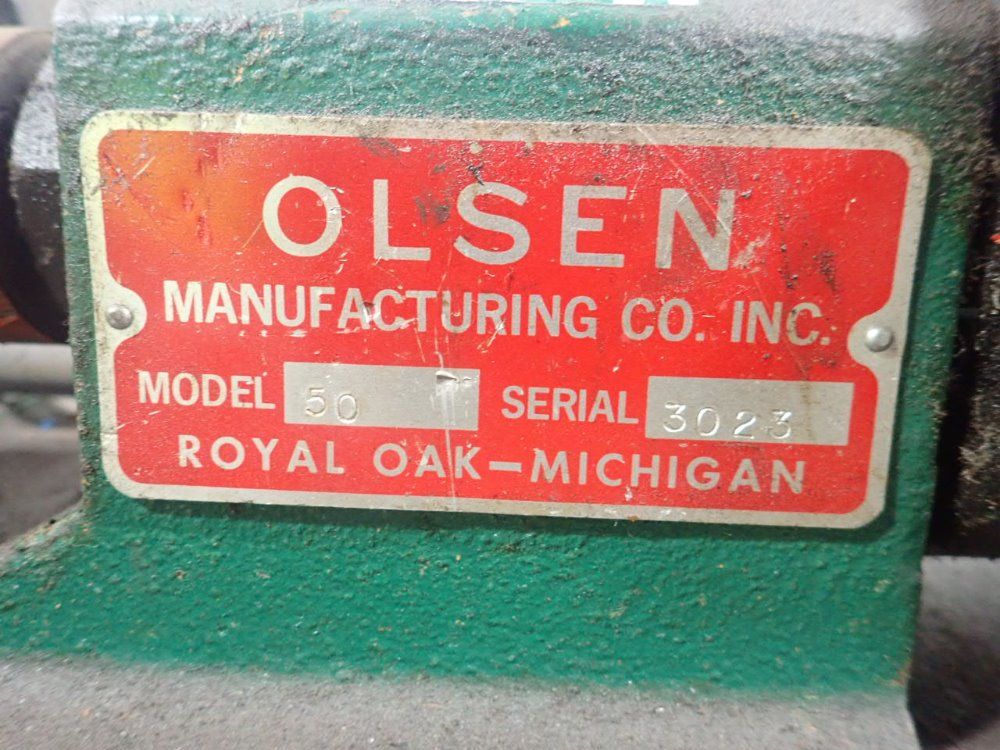 OLSEN
MANUFACTURING CO. INC.
MODEL 50 SERIAL 3023
ROYAL OAK—MICHIGAN